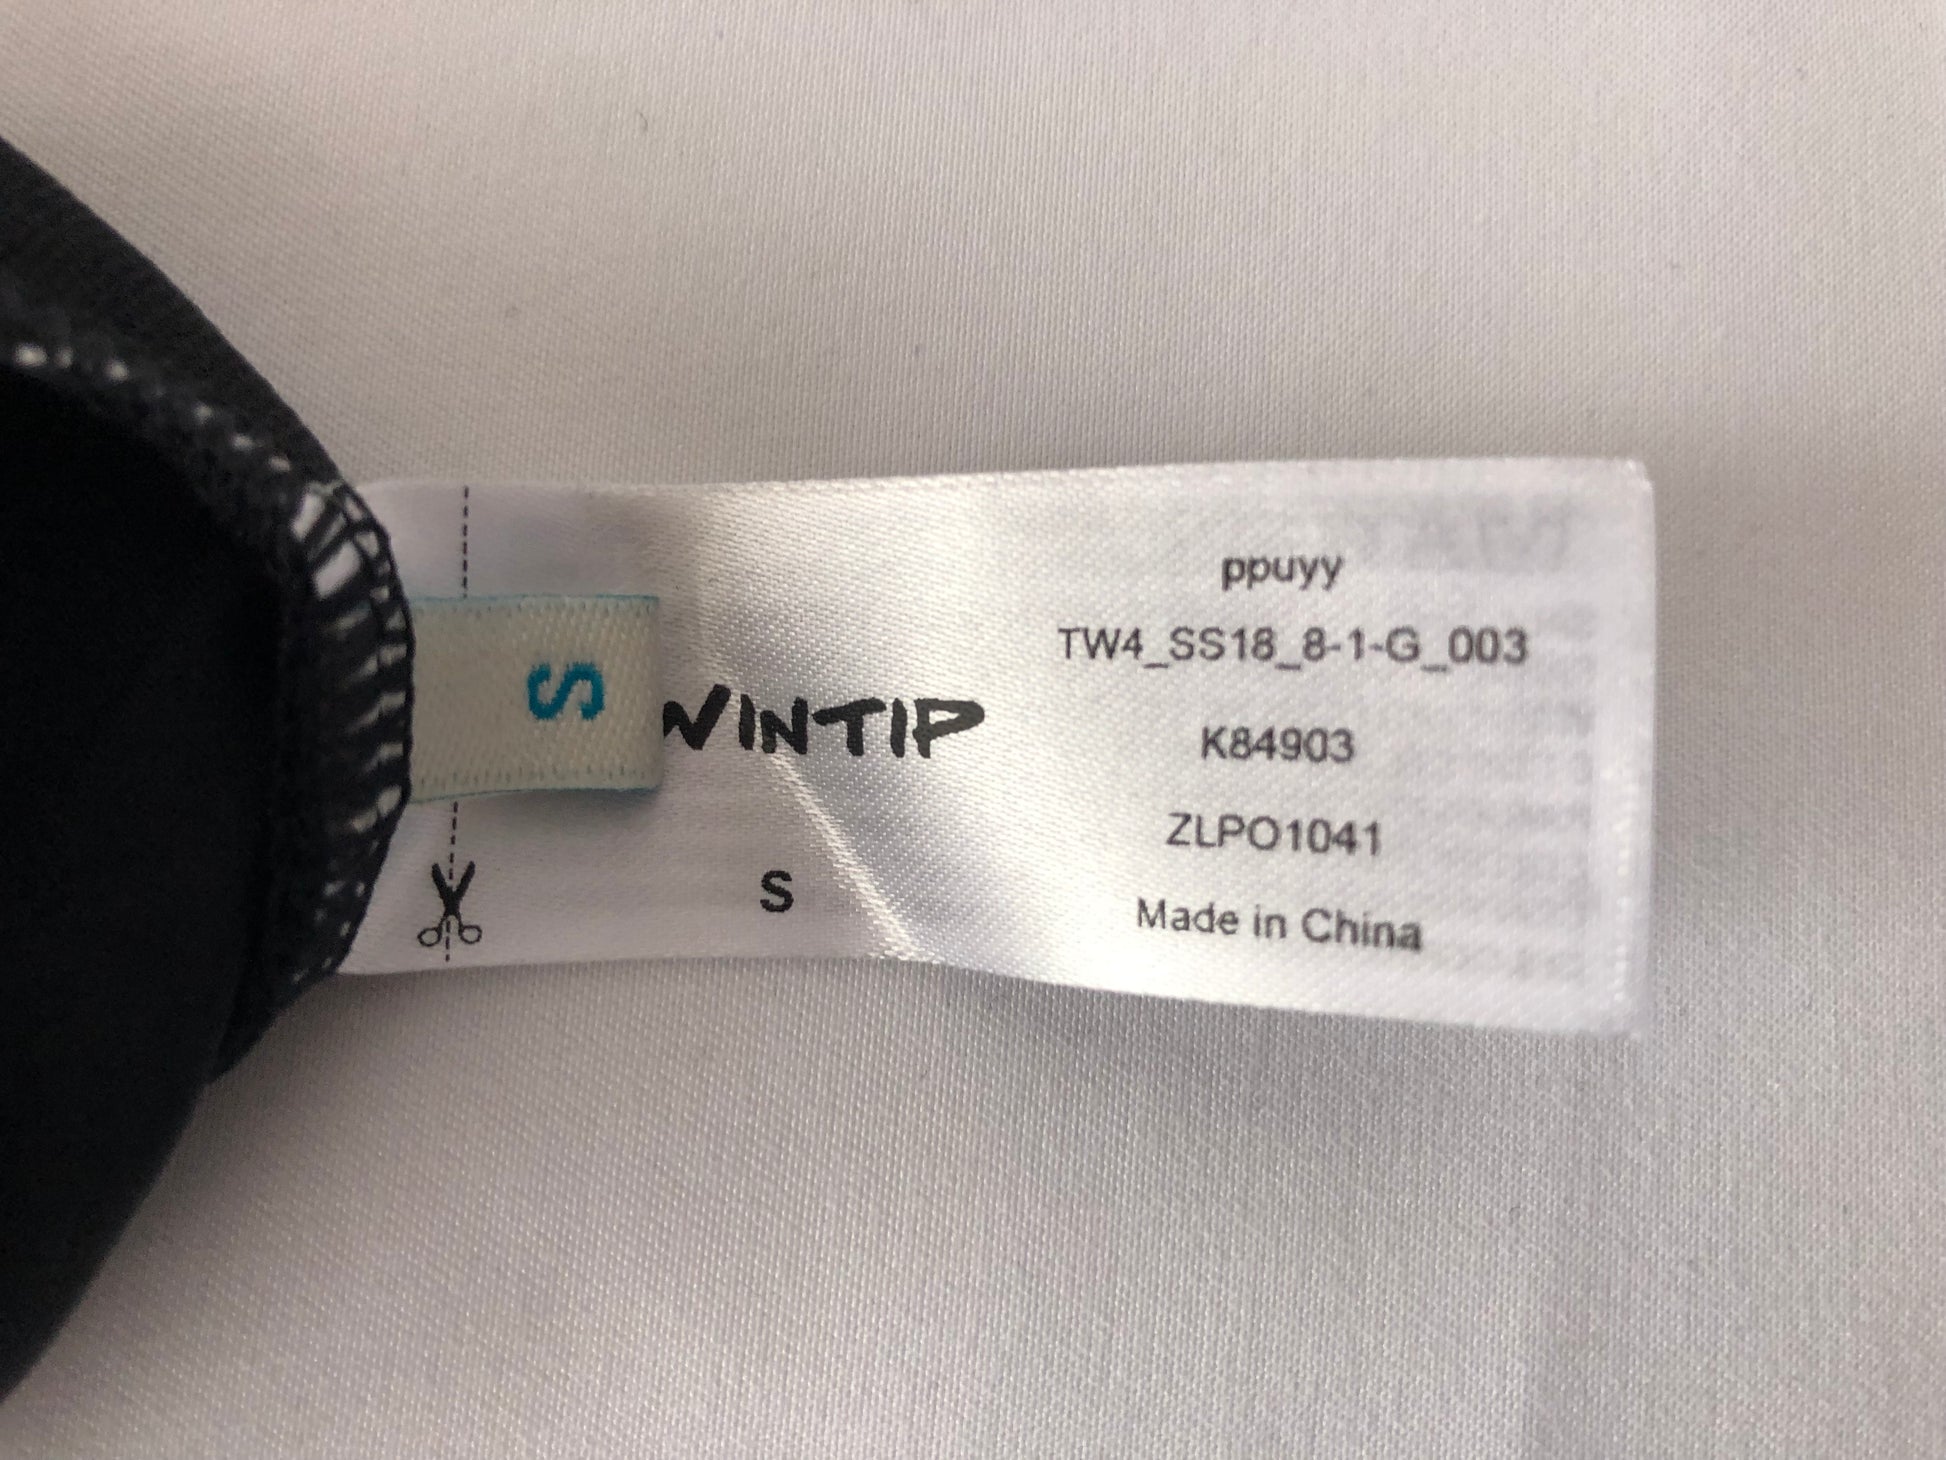 S
WINTIP
S
ppuyy
TW4_SS18_8-1-G_003
K84903
ZLPO1041
Made in China